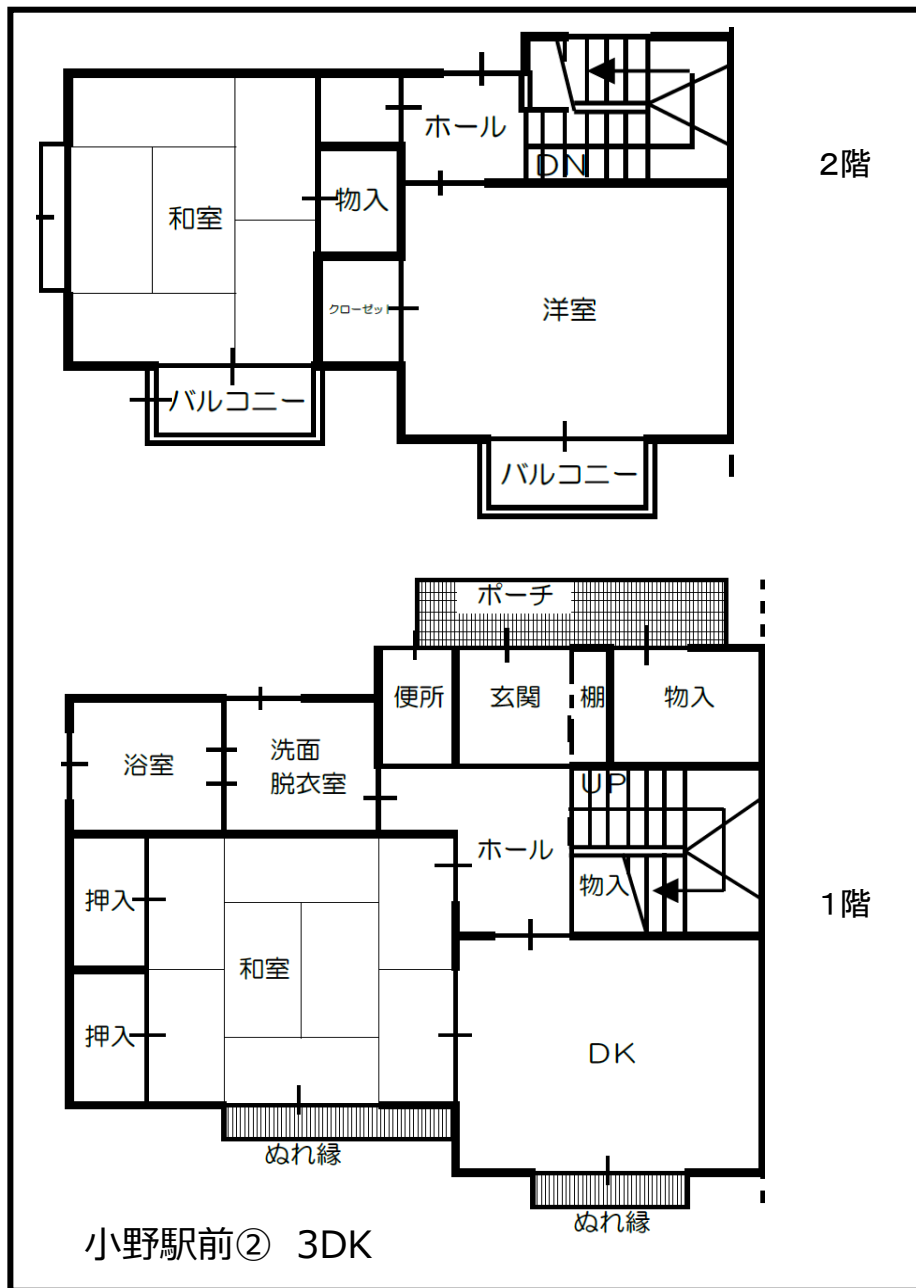 ホール
DN
2階
和室
物入
クローゼット
洋室
バルコニー
バルコニー
ポーチ
便所
玄関
棚
物入
浴室
洗面
脱衣室
UP
ホール
物入
押入
1階
和室
押入
DK
ぬれ縁
ぬれ縁
小野駅前② 3DK